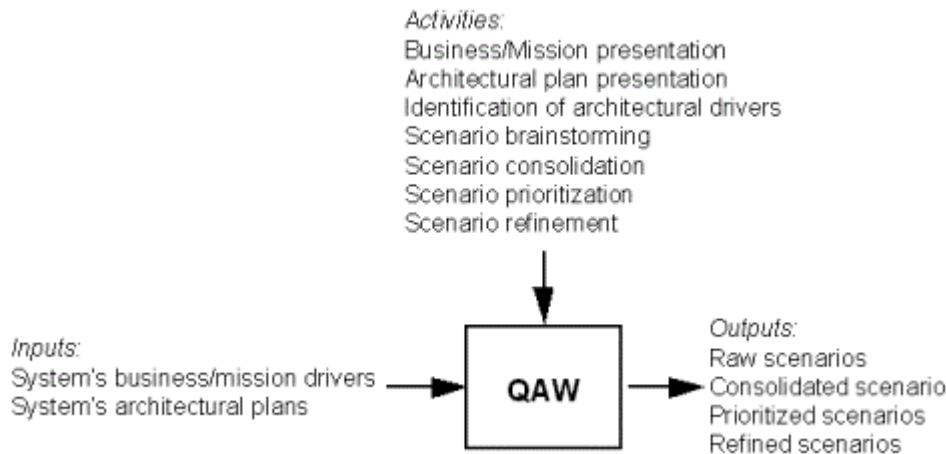 Activities:
Business/Mission presentation
Architectural plan presentation
Identification of architectural drivers
Scenario brainstorming
Scenario consolidation
Scenario prioritization
Scenario refinement
Inputs:
System's business/mission drivers
System's architectural plans
QAW
Outputs:
Raw scenarios
Consolidated scenario
Prioritized scenarios
Refined scenarios